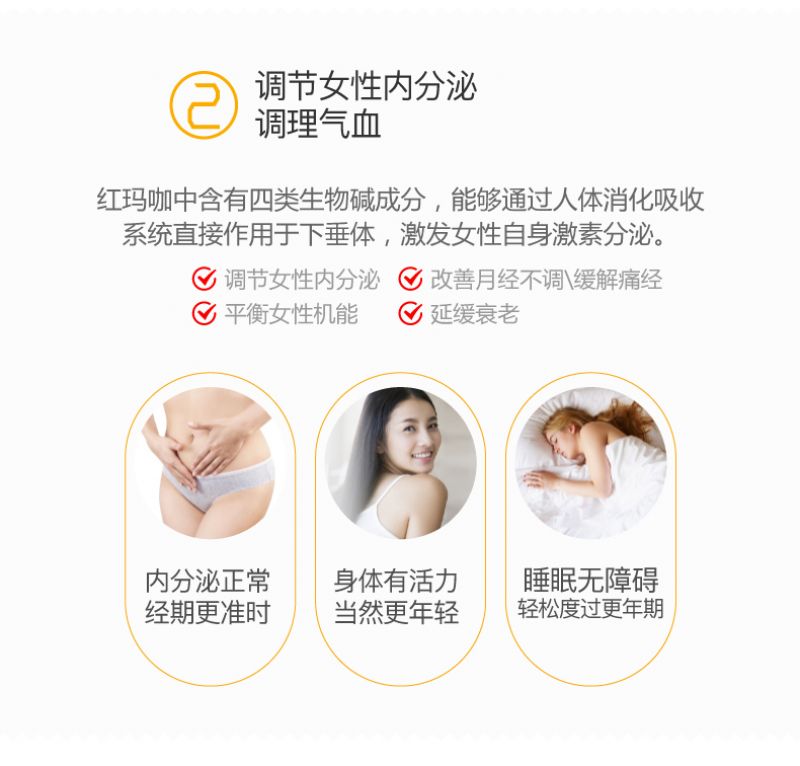 2
调节女性内分泌
调理气血
红玛咖中含有四类生物碱成分，能够通过人体消化吸收
系统直接作用于下垂体，激发女性自身激素分泌。
调节女性内分泌 改善月经不调\缓解痛经
平衡女性机能 延缓衰老
内分泌正常
经期更准时
身体有活力
当然更年轻
睡眠无障碍
轻松度过更年期